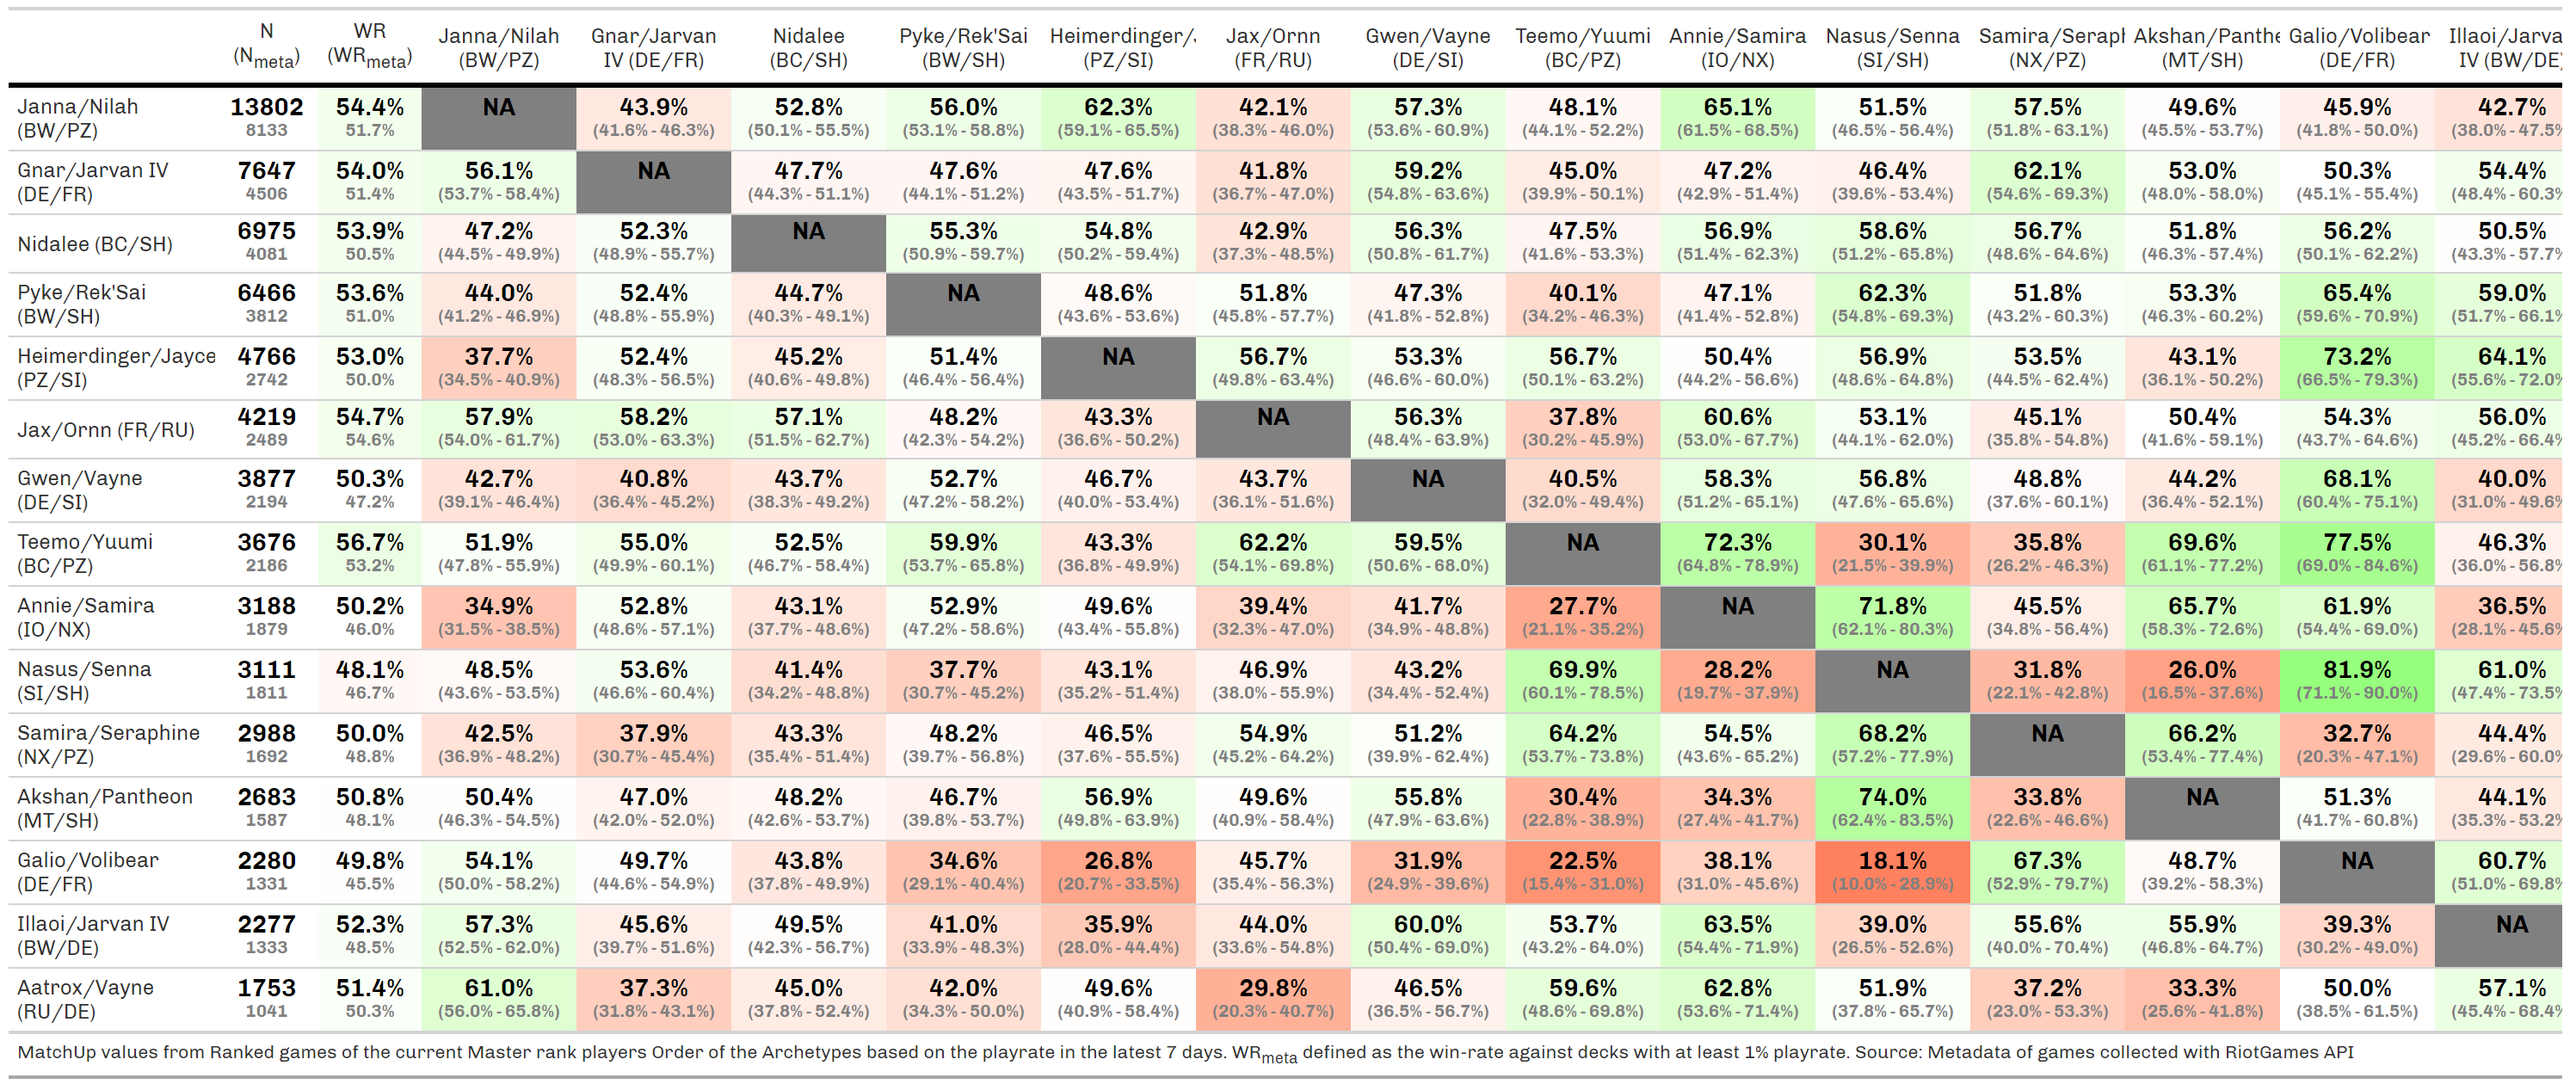 N WR Janna/Nilah Gnar/Jarvan Nidalee Pyke/Rek'Sai Heimerdinger/J Jax/Ornn Gwen/Vayne Teemo/Yuumi Annie/Samira Nasus/Senna Samira/Seraph Akshan/Panthe Galio/Volibear Illaoi/Jarva
(Nmeta) (WRmeta) (BW/PZ) IV (DE/FR) (BC/SH) (BW/SH) (PZ/SI) (FR/RU) (DE/SI) (BC/PZ) (IO/NX) (SI/SH) (NX/PZ) (MT/SH) (DE/FR) IV (BW/DE)
Janna/Nilah 13802 54.4% NA 43.9% 52.8% 56.0% 62.3% 42.1% 57.3% 48.1% 65.1% 51.5% 57.5% 49.6% 45.9% 42.7%
(BW/PZ) 8133 51.7% (41.6% - 46.3%) (50.1% - 55.5%) (53.1% - 58.8%) (59.1% - 65.5%) (38.3% - 46.0%) (53.6% - 60.9%) (44.1% - 52.2%) (61.5% - 68.5%) (46.5% - 56.4%) (51.8% - 63.1%) (45.5% - 53.7%) (41.8% - 50.0%) (38.0% - 47.5%
Gnar/Jarvan IV 7647 54.0% 56.1% NA 47.7% 47.6% 47.6% 41.8% 59.2% 45.0% 47.2% 46.4% 62.1% 53.0% 50.3% 54.4%
(DE/FR) 4506 51.4% (53.7% - 58.4%) (44.3% - 51.1%) (44.1% - 51.2%) (43.5% - 51.7%) (36.7% - 47.0%) (54.8% - 63.6%) (39.9% - 50.1%) (42.9% - 51.4%) (39.6% - 53.4%) (54.6% - 69.3%) (48.0% - 58.0%) (45.1% - 55.4%) (48.4% - 60.3%
Nidalee (BC/SH) 6975 53.9% 47.2% 52.3% NA 55.3% 54.8% 42.9% 56.3% 47.5% 56.9% 58.6% 56.7% 51.8% 56.2% 50.5%
4081 50.5% (44.5% - 49.9%) (48.9% - 55.7%) (50.9% - 59.7%) (50.2% - 59.4%) (37.3% - 48.5%) (50.8% - 61.7%) (41.6% - 53.3%) (51.4% - 62.3%) (51.2% - 65.8%) (48.6% - 64.6%) (46.3% - 57.4%) (50.1% - 62.2%) (43.3% - 57.7%
Pyke/Rek'Sai 6466 53.6% 44.0% 52.4% 44.7% NA 48.6% 51.8% 47.3% 40.1% 47.1% 62.3% 51.8% 53.3% 65.4% 59.0%
(BW/SH) 3812 51.0% (41.2% - 46.9%) (48.8% - 55.9%) (40.3% - 49.1%) (43.6% - 53.6%) (45.8% - 57.7%) (41.8% - 52.8%) (34.2% - 46.3%) (41.4% - 52.8%) (54.8% - 69.3%) (43.2% - 60.3%) (46.3% - 60.2%) (59.6% - 70.9%) (51.7% - 66.1%
Heimerdinger/Jayce 4766 53.0% 37.7% 52.4% 45.2% 51.4% NA 56.7% 53.3% 56.7% 50.4% 56.9% 53.5% 43.1% 73.2% 64.1%
(PZ/SI) 2742 50.0% (34.5% - 40.9%) (48.3% - 56.5%) (40.6% - 49.8%) (46.4% - 56.4%) (49.8% - 63.4%) (46.6% - 60.0%) (50.1% - 63.2%) (44.2% - 56.6%) (48.6% - 64.8%) (44.5% - 62.4%) (36.1% - 50.2%) (66.5% - 79.3%) (55.6% - 72.0%
Jax/Ornn (FR/RU) 4219 54.7% 57.9% 58.2% 57.1% 48.2% 43.3% NA 56.3% 37.8% 60.6% 53.1% 45.1% 50.4% 54.3% 56.0%
2489 54.6% (54.0% - 61.7%) (53.0% - 63.3%) (51.5% - 62.7%) (42.3% - 54.2%) (36.6% - 50.2%) (48.4% - 63.9%) (30.2% - 45.9%) (53.0% - 67.7%) (44.1% - 62.0%) (35.8% - 54.8%) (41.6% - 59.1%) (43.7% - 64.6%) (45.2% - 66.4%
Gwen/Vayne 3877 50.3% 42.7% 40.8% 43.7% 52.7% 46.7% 43.7% NA 40.5% 58.3% 56.8% 48.8% 44.2% 68.1% 40.0%
(DE/SI) 2194 47.2% (39.1% - 46.4%) (36.4% - 45.2%) (38.3% - 49.2%) (47.2% - 58.2%) (40.0% - 53.4%) (36.1% - 51.6%) (32.0% - 49.4%) (51.2% - 65.1%) (47.6% - 65.6%) (37.6% - 60.1%) (36.4% - 52.1%) (60.4% - 75.1%) (31.0% - 49.6%
Teemo/Yuumi 3676 56.7% 51.9% 55.0% 52.5% 59.9% 43.3% 62.2% 59.5% NA 72.3% 30.1% 35.8% 69.6% 77.5% 46.3%
(BC/PZ) 2186 53.2% (47.8% - 55.9%) (49.9% - 60.1%) (46.7% - 58.4%) (53.7% - 65.8%) (36.8% - 49.9%) (54.1% - 69.8%) (50.6% - 68.0%) (64.8% - 78.9%) (21.5% - 39.9%) (26.2% - 46.3%) (61.1% - 77.2%) (69.0% - 84.6%) (36.0% - 56.8%
Annie/Samira 3188 50.2% 34.9% 52.8% 43.1% 52.9% 49.6% 39.4% 41.7% 27.7% NA 71.8% 45.5% 65.7% 61.9% 36.5%
(IO/NX) 1879 46.0% (31.5% - 38.5%) (48.6% - 57.1%) (37.7% - 48.6%) (47.2% - 58.6%) (43.4% - 55.8%) (32.3% - 47.0%) (34.9% - 48.8%) (21.1% - 35.2%) (62.1% - 80.3%) (34.8% - 56.4%) (58.3% - 72.6%) (54.4% - 69.0%) (28.1% - 45.6%
Nasus/Senna 3111 48.1% 48.5% 53.6% 41.4% 37.7% 43.1% 46.9% 43.2% 69.9% 28.2% NA 31.8% 26.0% 81.9% 61.0%
(SI/SH) 1811 46.7% (43.6% - 53.5%) (46.6% - 60.4%) (34.2% - 48.8%) (30.7% - 45.2%) (35.2% - 51.4%) (38.0% - 55.9%) (34.4% - 52.4%) (60.1% - 78.5%) (19.7% - 37.9%) (22.1% - 42.8%) (16.5% - 37.6%) (71.1% - 90.0%) (47.4% - 73.5%
Samira/Seraphine 2988 50.0% 42.5% 37.9% 43.3% 48.2% 46.5% 54.9% 51.2% 64.2% 54.5% 68.2% NA 66.2% 32.7% 44.4%
(NX/PZ) 1692 48.8% (36.9% - 48.2%) (30.7% - 45.4%) (35.4% - 51.4%) (39.7% - 56.8%) (37.6% - 55.5%) (45.2% - 64.2%) (39.9% - 62.4%) (53.7% - 73.8%) (43.6% - 65.2%) (57.2% - 77.9%) (53.4% - 77.4%) (20.3% - 47.1%) (29.6% - 60.0%
Akshan/Pantheon 2683 50.8% 50.4% 47.0% 48.2% 46.7% 56.9% 49.6% 55.8% 30.4% 34.3% 74.0% 33.8% NA 51.3% 44.1%
(MT/SH) 1587 48.1% (46.3% - 54.5%) (42.0% - 52.0%) (42.6% - 53.7%) (39.8% - 53.7%) (49.8% - 63.9%) (40.9% - 58.4%) (47.9% - 63.6%) (22.8% - 38.9%) (27.4% - 41.7%) (62.4% - 83.5%) (22.6% - 46.6%) (41.7% - 60.8%) (35.3% - 53.2%
Galio/Volibear 2280 49.8% 54.1% 49.7% 43.8% 34.6% 26.8% 45.7% 31.9% 22.5% 38.1% 18.1% 67.3% 48.7% NA 60.7%
(DE/FR) 1331 45.5% (50.0% - 58.2%) (44.6% - 54.9%) (37.8% - 49.9%) (29.1% - 40.4%) (20.7% - 33.5%) (35.4% - 56.3%) (24.9% - 39.6%) (15.4% - 31.0%) (31.0% - 45.6%) (10.0% - 28.9%) (52.9% - 79.7%) (39.2% - 58.3%) (51.0% - 69.8%
Illaoi/Jarvan IV 2277 52.3% 57.3% 45.6% 49.5% 41.0% 35.9% 44.0% 60.0% 53.7% 63.5% 39.0% 55.6% 55.9% 39.3% NA
(BW/DE) 1333 48.5% (52.5% - 62.0%) (39.7% - 51.6%) (42.3% - 56.7%) (33.9% - 48.3%) (28.0% - 44.4%) (33.6% - 54.8%) (50.4% - 69.0%) (43.2% - 64.0%) (54.4% - 71.9%) (26.5% - 52.6%) (40.0% - 70.4%) (46.8% - 64.7%) (30.2% - 49.0%)
Aatrox/Vayne 1753 51.4% 61.0% 37.3% 45.0% 42.0% 49.6% 29.8% 46.5% 59.6% 62.8% 51.9% 37.2% 33.3% 50.0% 57.1%
(RU/DE) 1041 50.3% (56.0% - 65.8%) (31.8% - 43.1%) (37.8% - 52.4%) (34.3% - 50.0%) (40.9% - 58.4%) (20.3% - 40.7%) (36.5% - 56.7%) (48.6% - 69.8%) (53.6% - 71.4%) (37.8% - 65.7%) (23.0% - 53.3%) (25.6% - 41.8%) (38.5% - 61.5%) (45.4% - 68.4%
MatchUp values from Ranked games of the current Master rank players Order of the Archetypes based on the playrate in the latest 7 days. WRmeta defined as the win-rate against decks with at least 1% playrate. Source: Metadata of games collected with RiotGames API